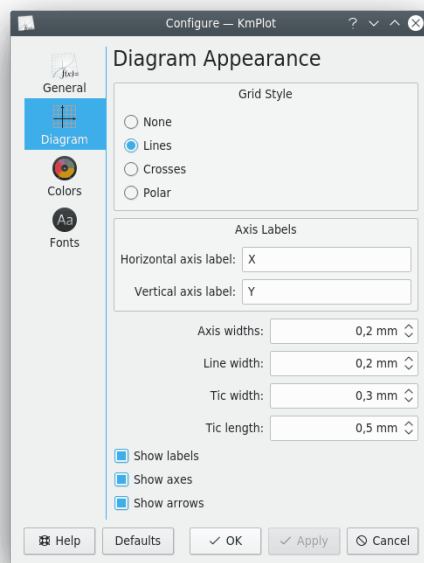 Configure — KmPlot
General
Diagram
Colors
Aa
Fonts
Diagram Appearance
Grid Style
None
Lines
Crosses
Polar
Axis Labels
Horizontal axis label: X
Vertical axis label: Y
Axis widths: 0,2 mm
Line width: 0,2 mm
Tic width: 0,3 mm
Tic length: 0,5 mm
Show labels
Show axes
Show arrows
Help Defaults OK Apply Cancel